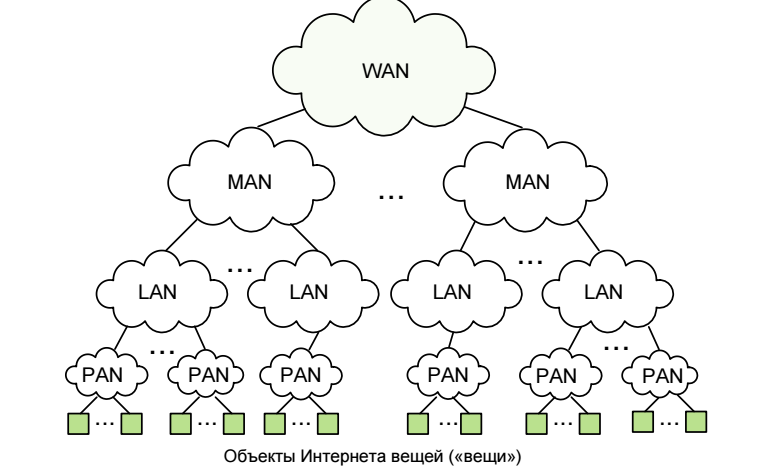 WAN
MAN ... MAN
... ...
LAN LAN LAN LAN
... ...
PAN PAN PAN PAN PAN PAN
... ... ... ... ... ...
Объекты Интернета вещей («вещи»)